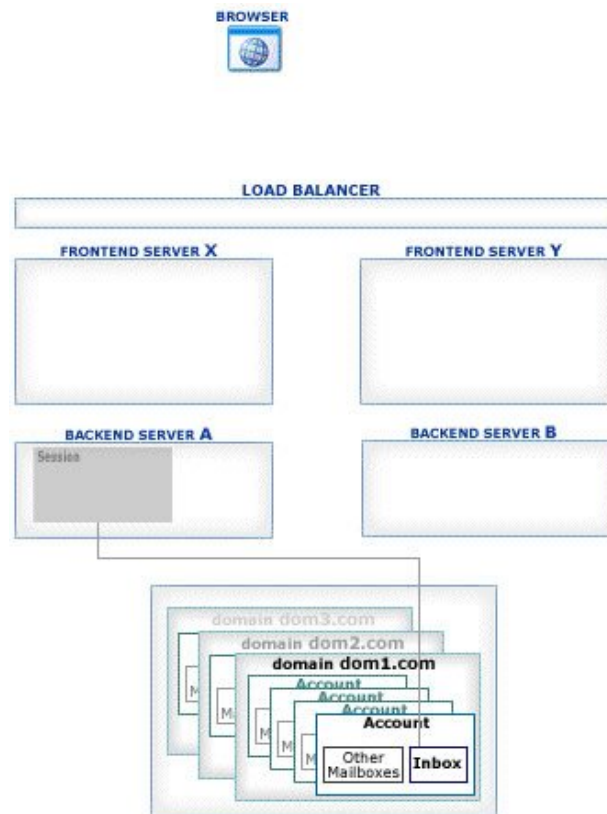 BROWSER
LOAD BALANCER
FRONTEND SERVER X
FRONTEND SERVER Y
BACKEND SERVER A
BACKEND SERVER B
Session
domain dom3.com
domain dom2.com
domain dom1.com
Account
Account
Account
Account
M
M
M
M
M
Other
Mailboxes
Inbox